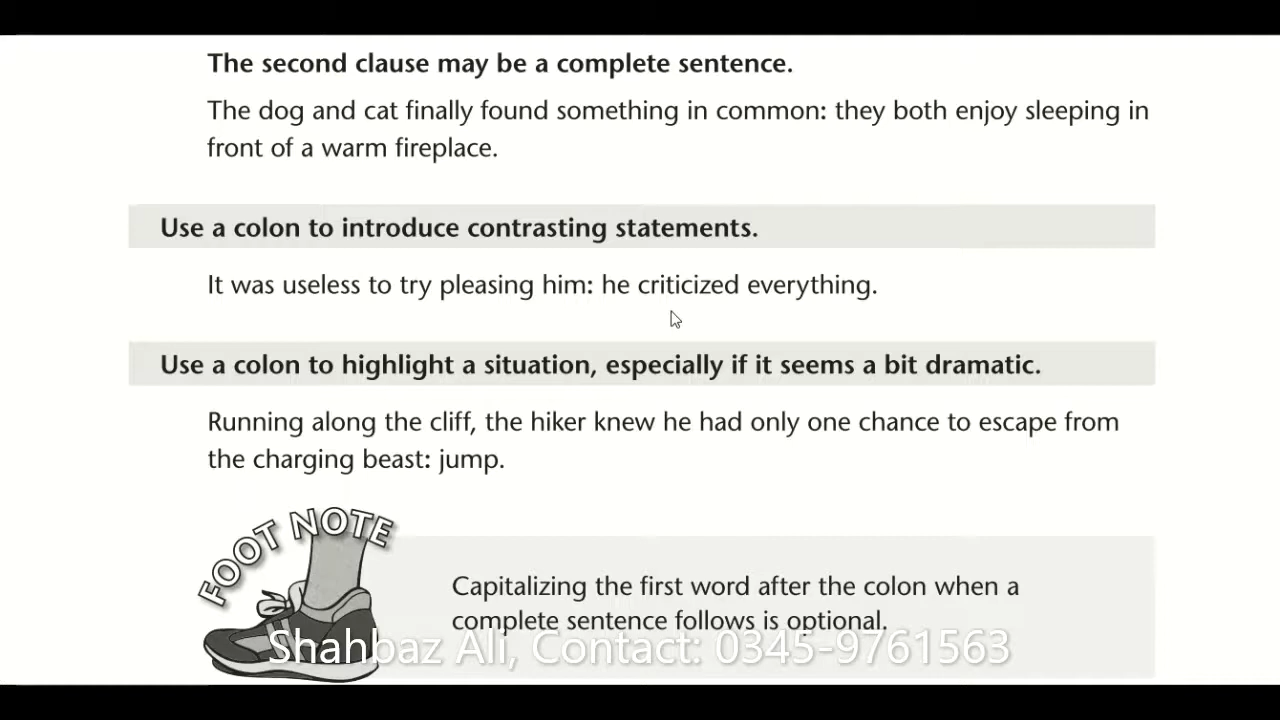 The second clause may be a complete sentence.
The dog and cat finally found something in common: they both enjoy sleeping in
front of a warm fireplace.
Use a colon to introduce contrasting statements.
It was useless to try pleasing him: he criticized everything.
Use a colon to highlight a situation, especially if it seems a bit dramatic.
Running along the cliff, the hiker knew he had only one chance to escape from
the charging beast: jump.
FOOT NOTE
Capitalizing the first word after the colon when a
complete sentence follows is optional.
Shahbaz Ali, Contact: 0345-9761563